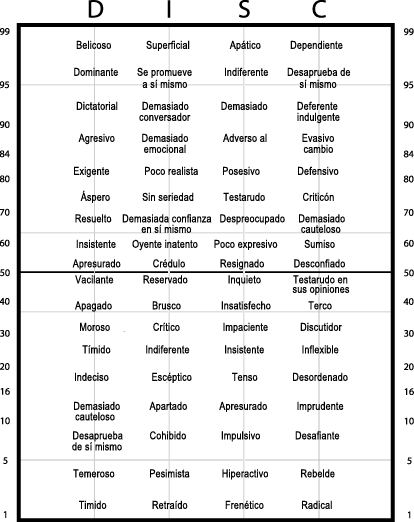 D I S C
99 Belicoso Superficial Apático Dependiente 99
Dominante Se promueve a sí mismo Indiferente Desaprueba de sí mismo
95 95
Dictatorial Demasiado conversador Demasiado Deferente indulgente
90 90
Agresivo Demasiado emocional Adverso al Evasivo cambio
84 84
Exigente Poco realista Posesivo Defensivo
80 80
Áspero Sin seriedad Testarudo Criticón
70 70
Resuelto Demasiada confianza en sí mismo Despreocupado Demasiado cauteloso
60 Insistente Oyente inatento Poco expresivo Sumiso 60
Apresurado Crédulo Resignado Desconfiado
50 50
Vacilante Reservado Inquieto Testarudo en sus opiniones
40 Apagado Brusco Insatisfecho Terco 40
Moroso Crítico Impaciente Discutidor
30 30
Tímido Indiferente Insistente Inflexible
20 20
Indeciso Escéptico Tenso Desordenado
16 16
Demasiado cauteloso Apartado Apresurado Imprudente
10 10
Desaprueba de sí mismo Cohibido Impulsivo Desafiante
5 5
Temeroso Pesimista Hiperactivo Rebelde
Timido Retraído Frenético Radical
1 1